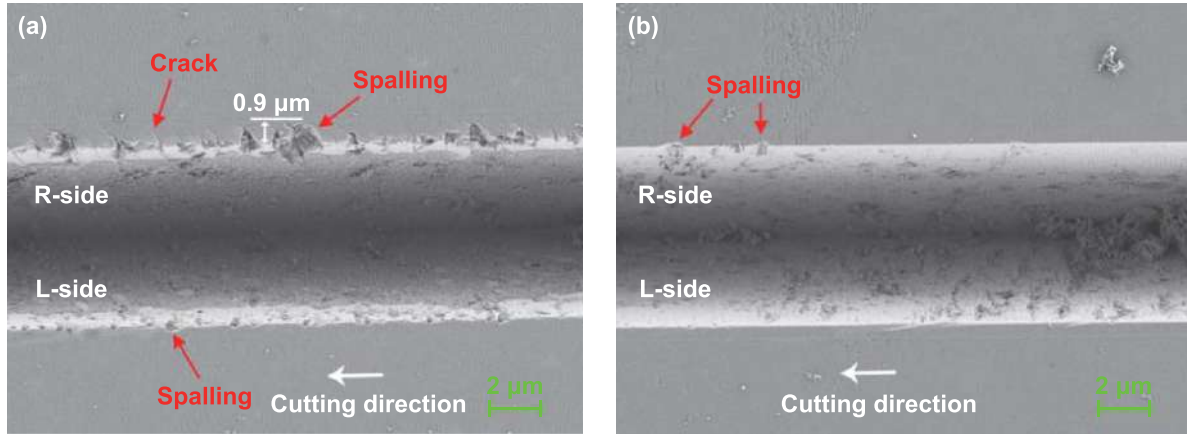 (a)
Crack
0.9 µm
Spalling
R-side
L-side
Spalling
Cutting direction
2 µm
(b)
Spalling
R-side
L-side
Cutting direction
2 µm